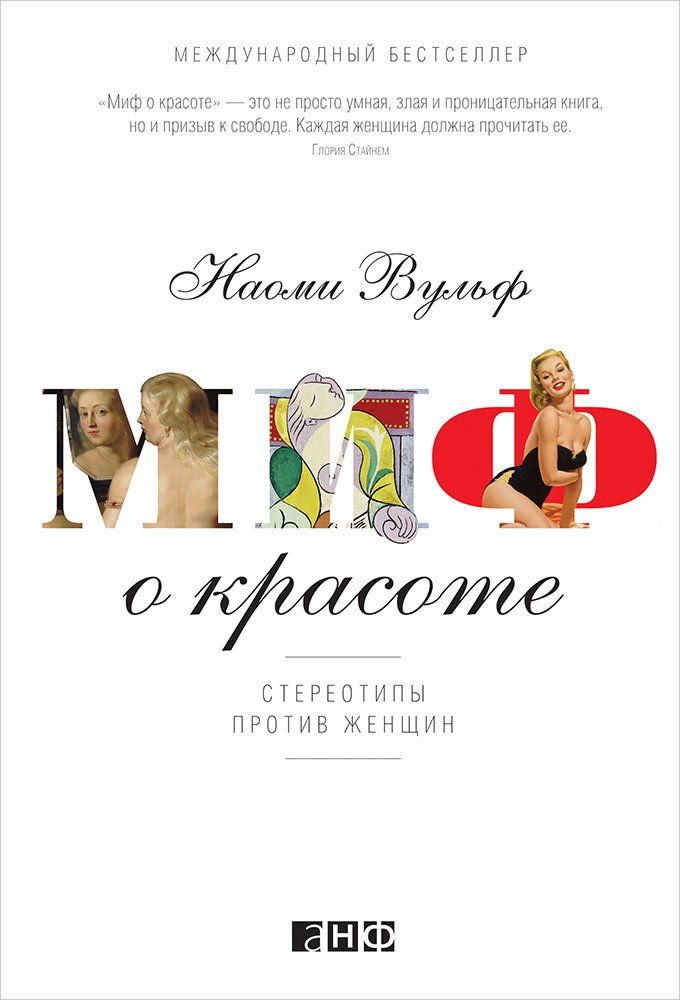 МЕЖДУНАРОДНЫЙ БЕСТСЕЛЛЕР
«Миф о красоте» — это не просто умная, злая и проницательная книга,
но и призыв к свободе. Каждая женщина должна прочитать ее.
Глория Стайнем
Наоми Вульф
МИФ
о красоте
СТЕРЕОТИПЫ
ПРОТИВ ЖЕНЩИН
анф